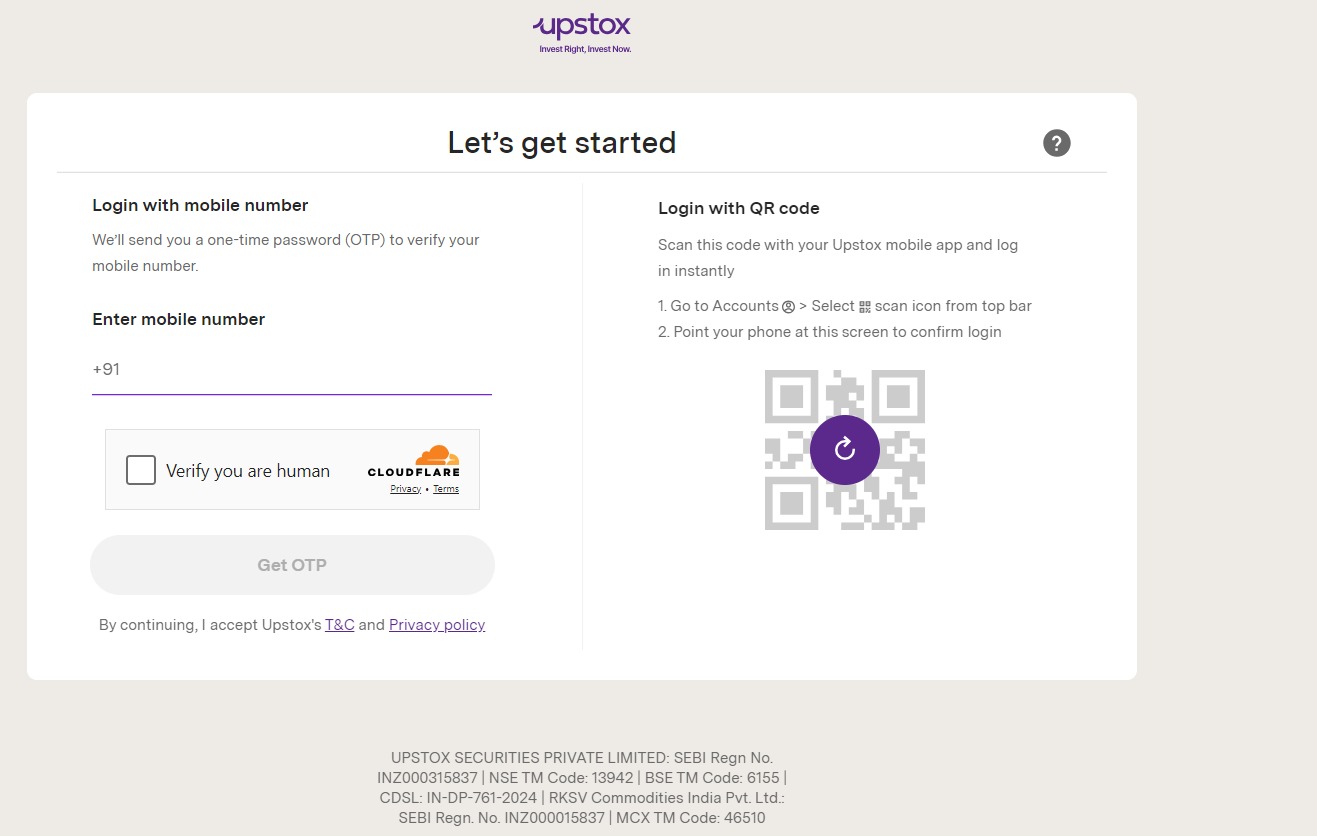 upstox
Invest Right, Invest Now.
Let’s get started
?
Login with mobile number
We’ll send you a one-time password (OTP) to verify your
mobile number.
Enter mobile number
+91
Verify you are human
CLOUDFLARE
Privacy • Terms
Get OTP
By continuing, I accept Upstox's T&C and Privacy policy
Login with QR code
Scan this code with your Upstox mobile app and log
in instantly
1. Go to Accounts > Select scan icon from top bar
2. Point your phone at this screen to confirm login
UPSTOX SECURITIES PRIVATE LIMITED: SEBI Regn No.
INZ000315837 | NSE TM Code: 13942 | BSE TM Code: 6155 |
CDSL: IN-DP-761-2024 | RKSV Commodities India Pvt. Ltd.:
SEBI Regn. No. INZ000015837 | MCX TM Code: 46510